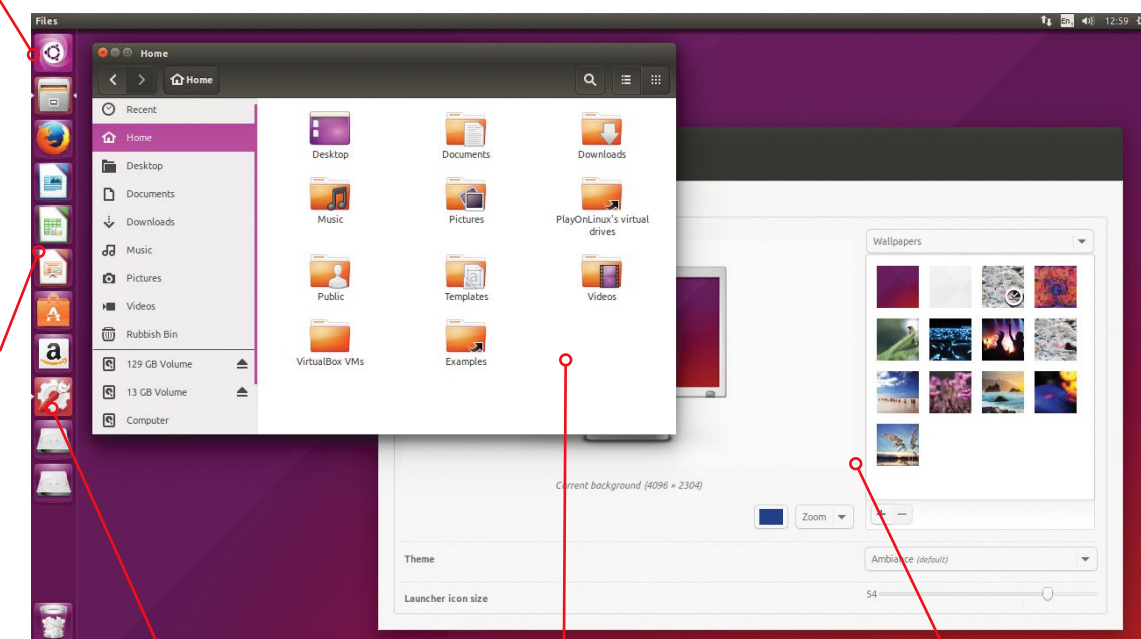 Files
En
12:59
Home
Home
Recent
Home
Desktop
Documents
Downloads
Music
Pictures
Videos
Rubbish Bin
129 GB Volume
13 GB Volume
Computer
Desktop
Documents
Downloads
Music
Pictures
PlayOnLinux's virtual
drives
Public
Templates
Videos
VirtualBox VMs
Examples
Wallpapers
Current background (4096 × 2304)
Zoom
Theme
Ambiance (default)
Launcher icon size
54